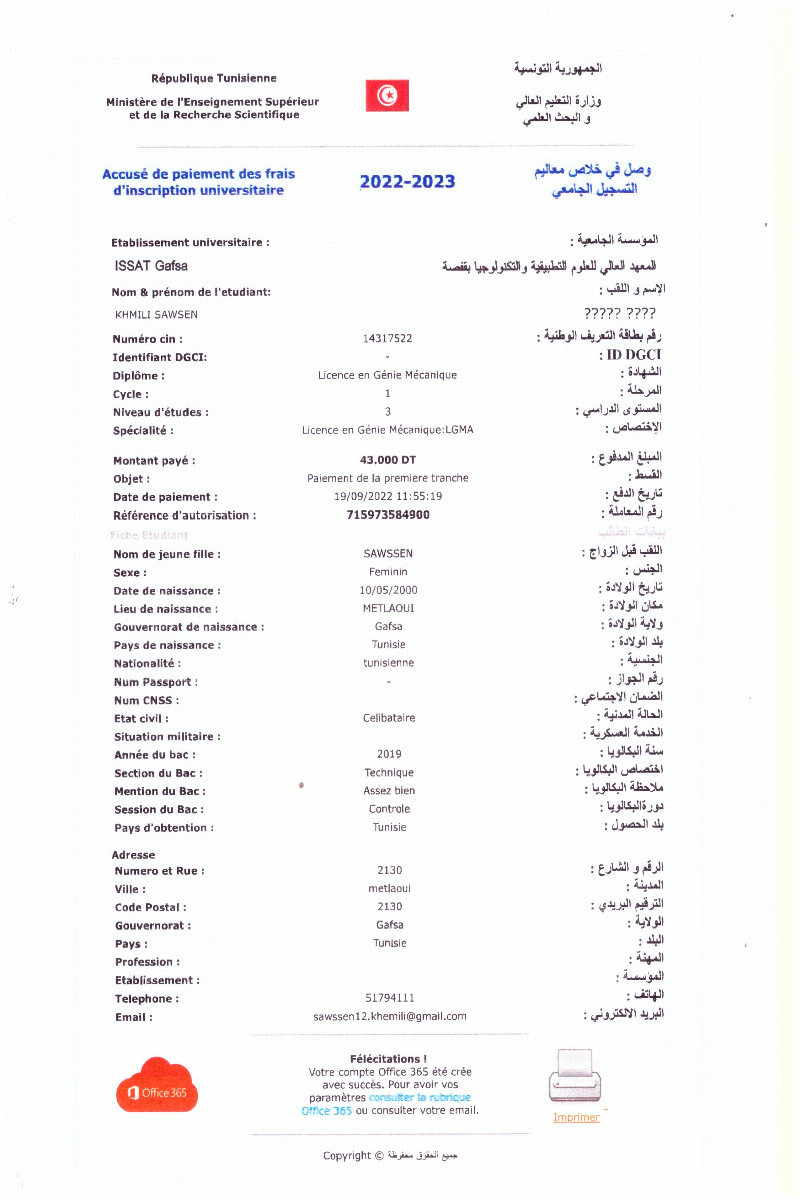 République Tunisienne
الجمهورية التونسية
Ministère de l'Enseignement Supérieur
et de la Recherche Scientifique
وزارة التعليم العالي
و البحث العلمي
Accusé de paiement des frais
d'inscription universitaire
2022-2023
وصل في خلاص معاليم
التسجيل الجامعي
Etablissement universitaire :
المؤسسة الجامعية :
ISSAT Gafsa
المعهد العالي للعلوم التطبيقية والتكنولوجيا بقفصة
Nom & prénom de l'etudiant:
الإسم و اللقب :
KHMILI SAWSEN
????? ????
Numéro cin : 14317522 رقم بطاقة التعريف الوطنية :
Identifiant DGCI: - : ID DGCI
Diplôme : Licence en Génie Mécanique الشهادة :
Cycle : 1 المرحلة :
Niveau d'études : 3 المستوى الدراسي :
Spécialité : Licence en Génie Mécanique:LGMA الإختصاص :
Montant payé : 43.000 DT المبلغ المدفوع :
Objet : Paiement de la premiere tranche القسط :
Date de paiement : 19/09/2022 11:55:19 تاريخ الدفع :
Référence d'autorisation : 715973584900 رقم المعاملة :
Fiche Etudiant بيانات الطالب
Nom de jeune fille : SAWSSEN اللقب قبل الزواج :
Sexe : Feminin الجنس :
Date de naissance : 10/05/2000 تاريخ الولادة :
Lieu de naissance : METLAOUI مكان الولادة :
Gouvernorat de naissance : Gafsa ولاية الولادة :
Pays de naissance : Tunisie بلد الولادة :
Nationalité : tunisienne الجنسية :
Num Passport : - رقم الجواز :
Num CNSS : الضمان الاجتماعي :
Etat civil : Celibataire الحالة المدنية :
Situation militaire : الخدمة العسكرية :
Année du bac : 2019 سنة البكالوريا :
Section du Bac : Technique اختصاص البكالوريا :
Mention du Bac : Assez bien ملاحظة البكالوريا :
Session du Bac : Controle دورة البكالوريا :
Pays d'obtention : Tunisie بلد الحصول :
Adresse
Numero et Rue : 2130 الرقم و الشارع :
Ville : metlaoui المدينة :
Code Postal : 2130 الترقيم البريدي :
Gouvernorat : Gafsa الولاية :
Pays : Tunisie البلد :
Profession : المهنة :
Etablissement : المؤسسة :
Telephone : 51794111 الهاتف :
Email : sawssen12.khemili@gmail.com البريد الالكتروني :
Office 365
Félécitations !
Votre compte Office 365 été crée
avec succès. Pour avoir vos
paramètres consulter la rubrique
Office 365 ou consulter votre email.
Imprimer
Copyright © جميع الحقوق محفوظة